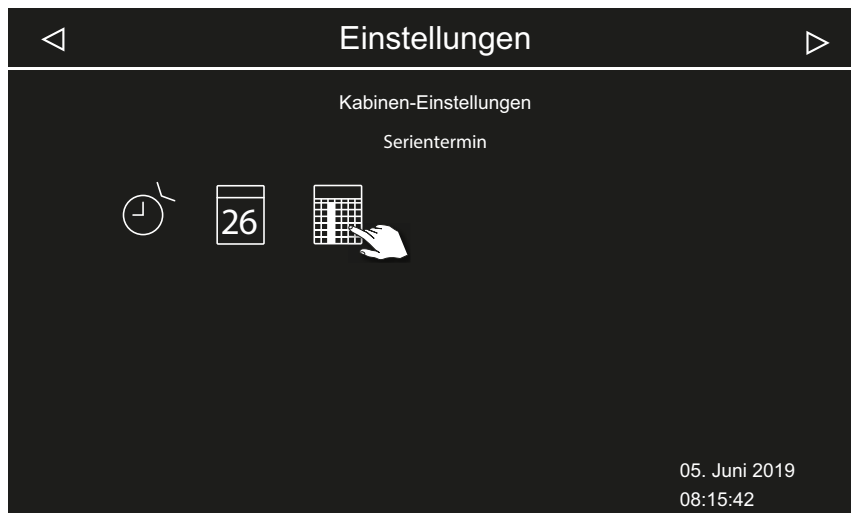 Einstellungen
Kabinen-Einstellungen
Serientermin
26
05. Juni 2019
08:15:42